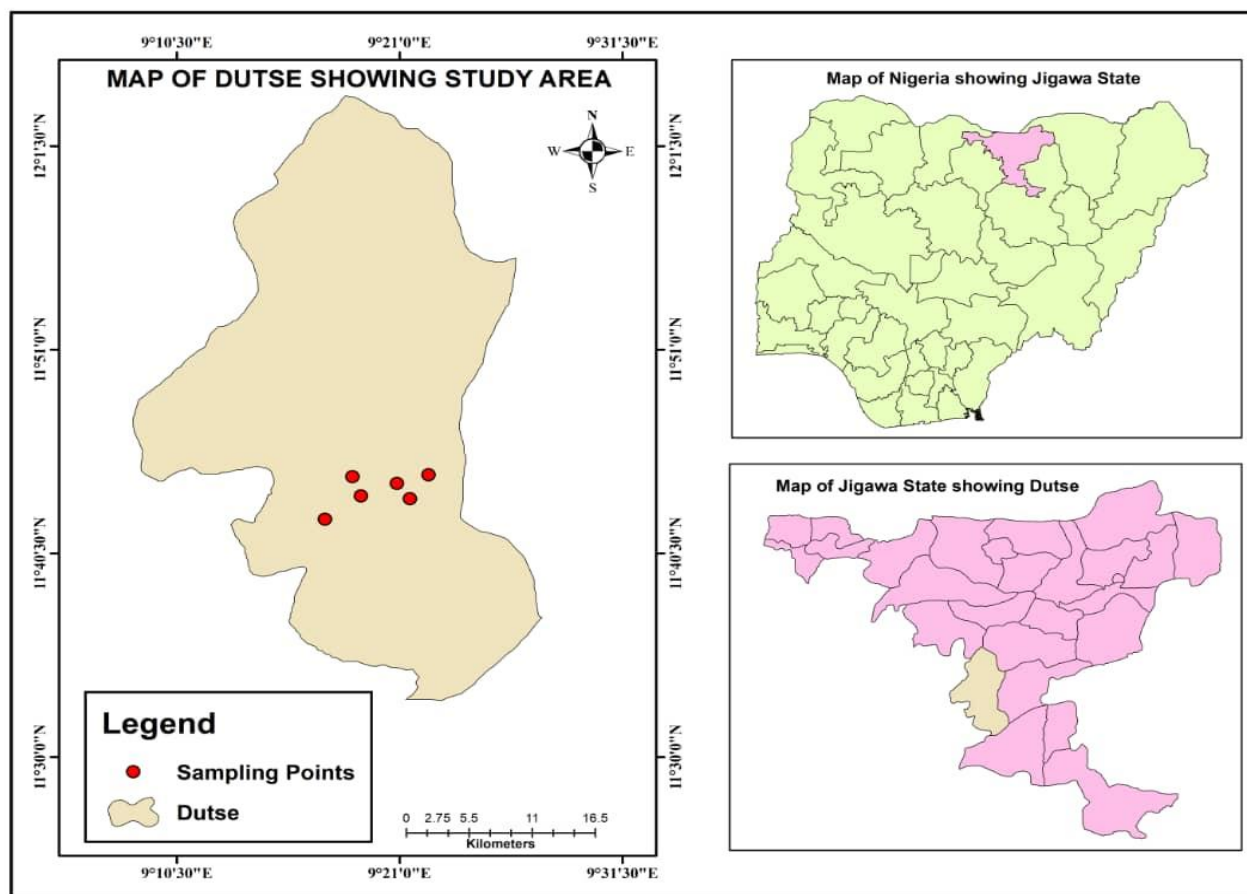 9°10'30"E 9°21'0"E 9°31'30"E
MAP OF DUTSE SHOWING STUDY AREA
N
W E
S
12°1'30"N 12°1'30"N
11°51'0"N 11°51'0"N
11°40'30"N 11°40'30"N
11°30'0"N 11°30'0"N
Legend
Sampling Points
Dutse
0 2.75 5.5 11 16.5
Kilometers
9°10'30"E 9°21'0"E 9°31'30"E
Map of Nigeria showing Jigawa State
Map of Jigawa State showing Dutse